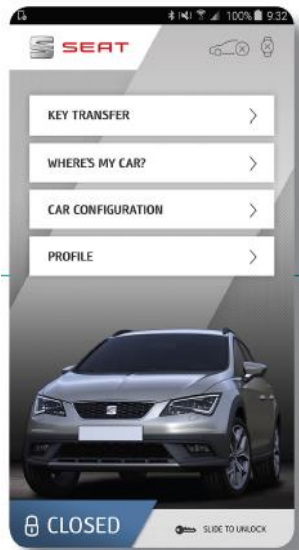 100% 9:32
SEAT
KEY TRANSFER
WHERE'S MY CAR?
CAR CONFIGURATION
PROFILE
CLOSED
SLIDE TO UNLOCK